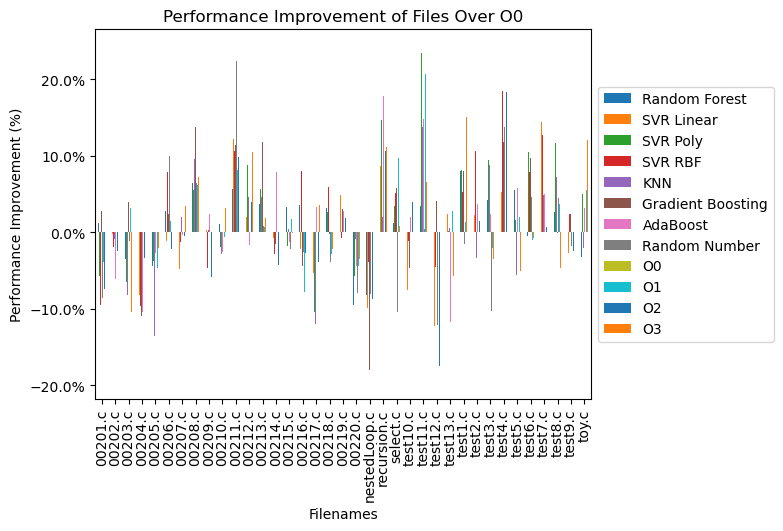 Performance Improvement of Files Over O0
Performance Improvement (%)
20.0%
10.0%
0.0%
−10.0%
−20.0%
Random Forest
SVR Linear
SVR Poly
SVR RBF
KNN
Gradient Boosting
AdaBoost
Random Number
O0
O1
O2
O3
00201.c
00202.c
00203.c
00204.c
00205.c
00206.c
00207.c
00208.c
00209.c
00210.c
00211.c
00212.c
00213.c
00214.c
00215.c
00216.c
00217.c
00218.c
00219.c
00220.c
nestedLoop.c
recursion.c
select.c
test10.c
test11.c
test12.c
test13.c
test1.c
test2.c
test3.c
test4.c
test5.c
test6.c
test7.c
test8.c
test9.c
toy.c
Filenames